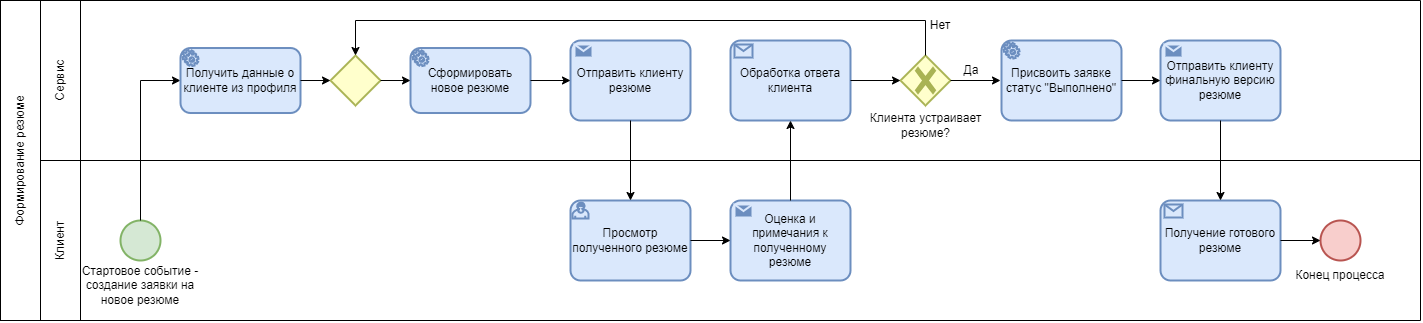 Формирование резюме
Сервис
Получить данные о
клиенте из профиля
Сформировать
новое резюме
Отправить клиенту
резюме
Обработка ответа
клиента
Клиента устраивает
резюме?
Нет
Да
Присвоить заявке
статус "Выполнено"
Отправить клиенту
финальную версию
резюме
Клиент
Стартовое событие -
создание заявки на
новое резюме
Просмотр
полученного резюме
Оценка и
примечания к
полученному
резюме
Получение готового
резюме
Конец процесса